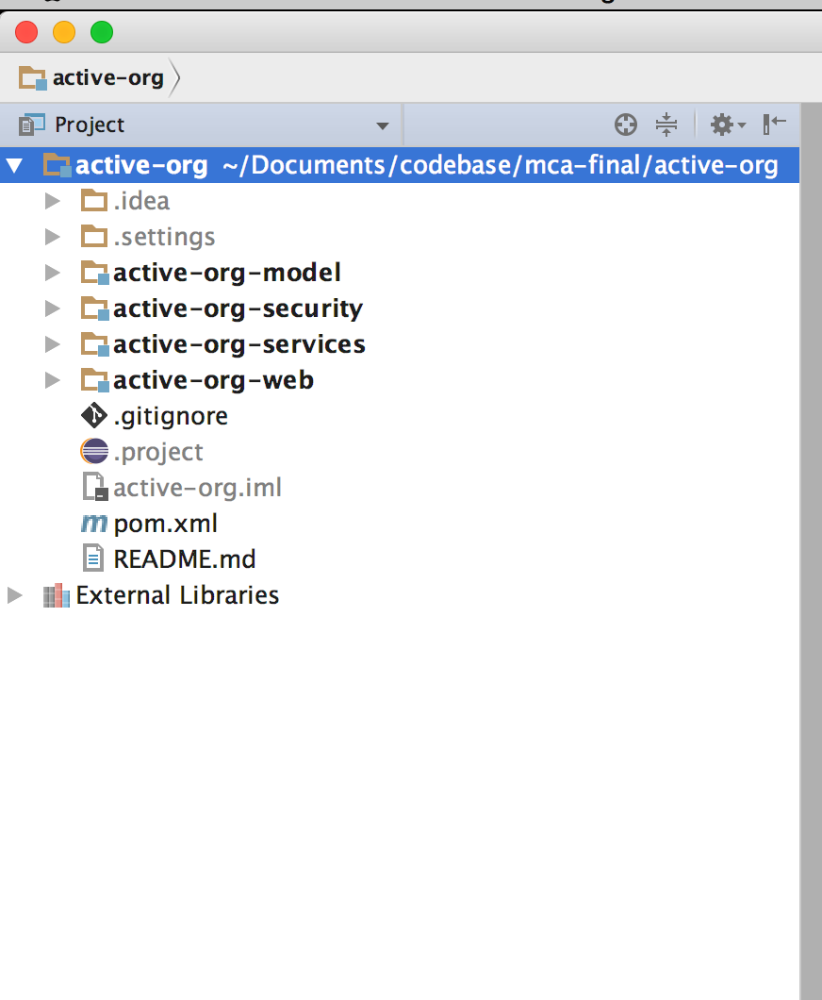 active-org
Project
active-org ~/Documents/codebase/mca-final/active-org
.idea
.settings
active-org-model
active-org-security
active-org-services
active-org-web
.gitignore
.project
active-org.iml
pom.xml
README.md
External Libraries